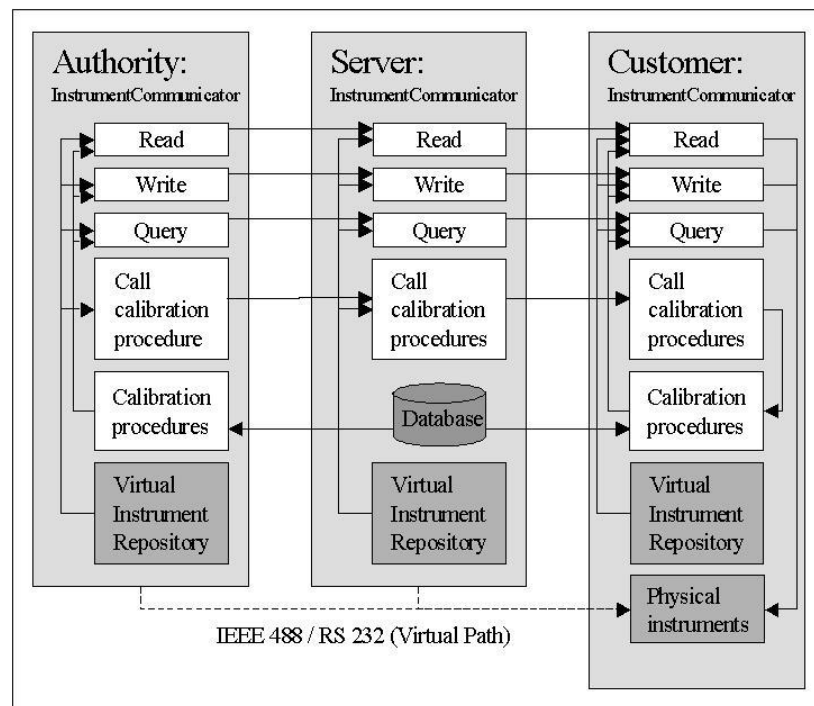 Authority:
InstrumentCommunicator
Read
Write
Query
Call
calibration
procedure
Calibration
procedures
Virtual
Instrument
Repository
Server:
InstrumentCommunicator
Read
Write
Query
Call
calibration
procedures
Database
Virtual
Instrument
Repository
Customer:
InstrumentCommunicator
Read
Write
Query
Call
calibration
procedures
Calibration
procedures
Virtual
Instrument
Repository
Physical
instruments
IEEE 488 / RS 232 (Virtual Path)